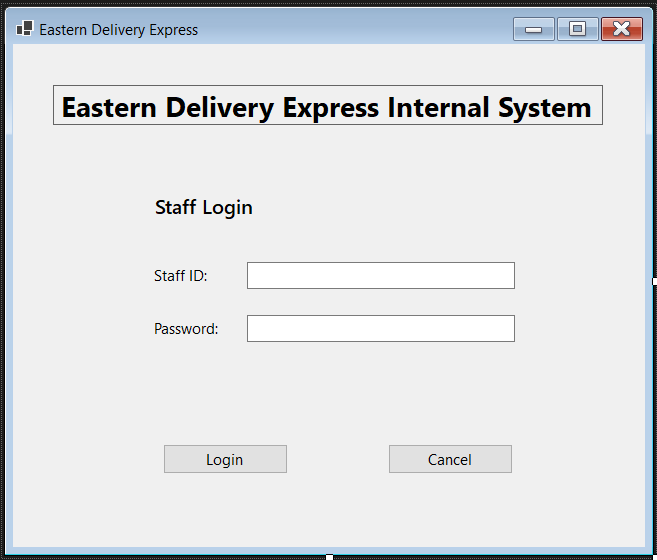 Eastern Delivery Express
Eastern Delivery Express Internal System
Staff Login
Staff ID:
Password:
Login Cancel